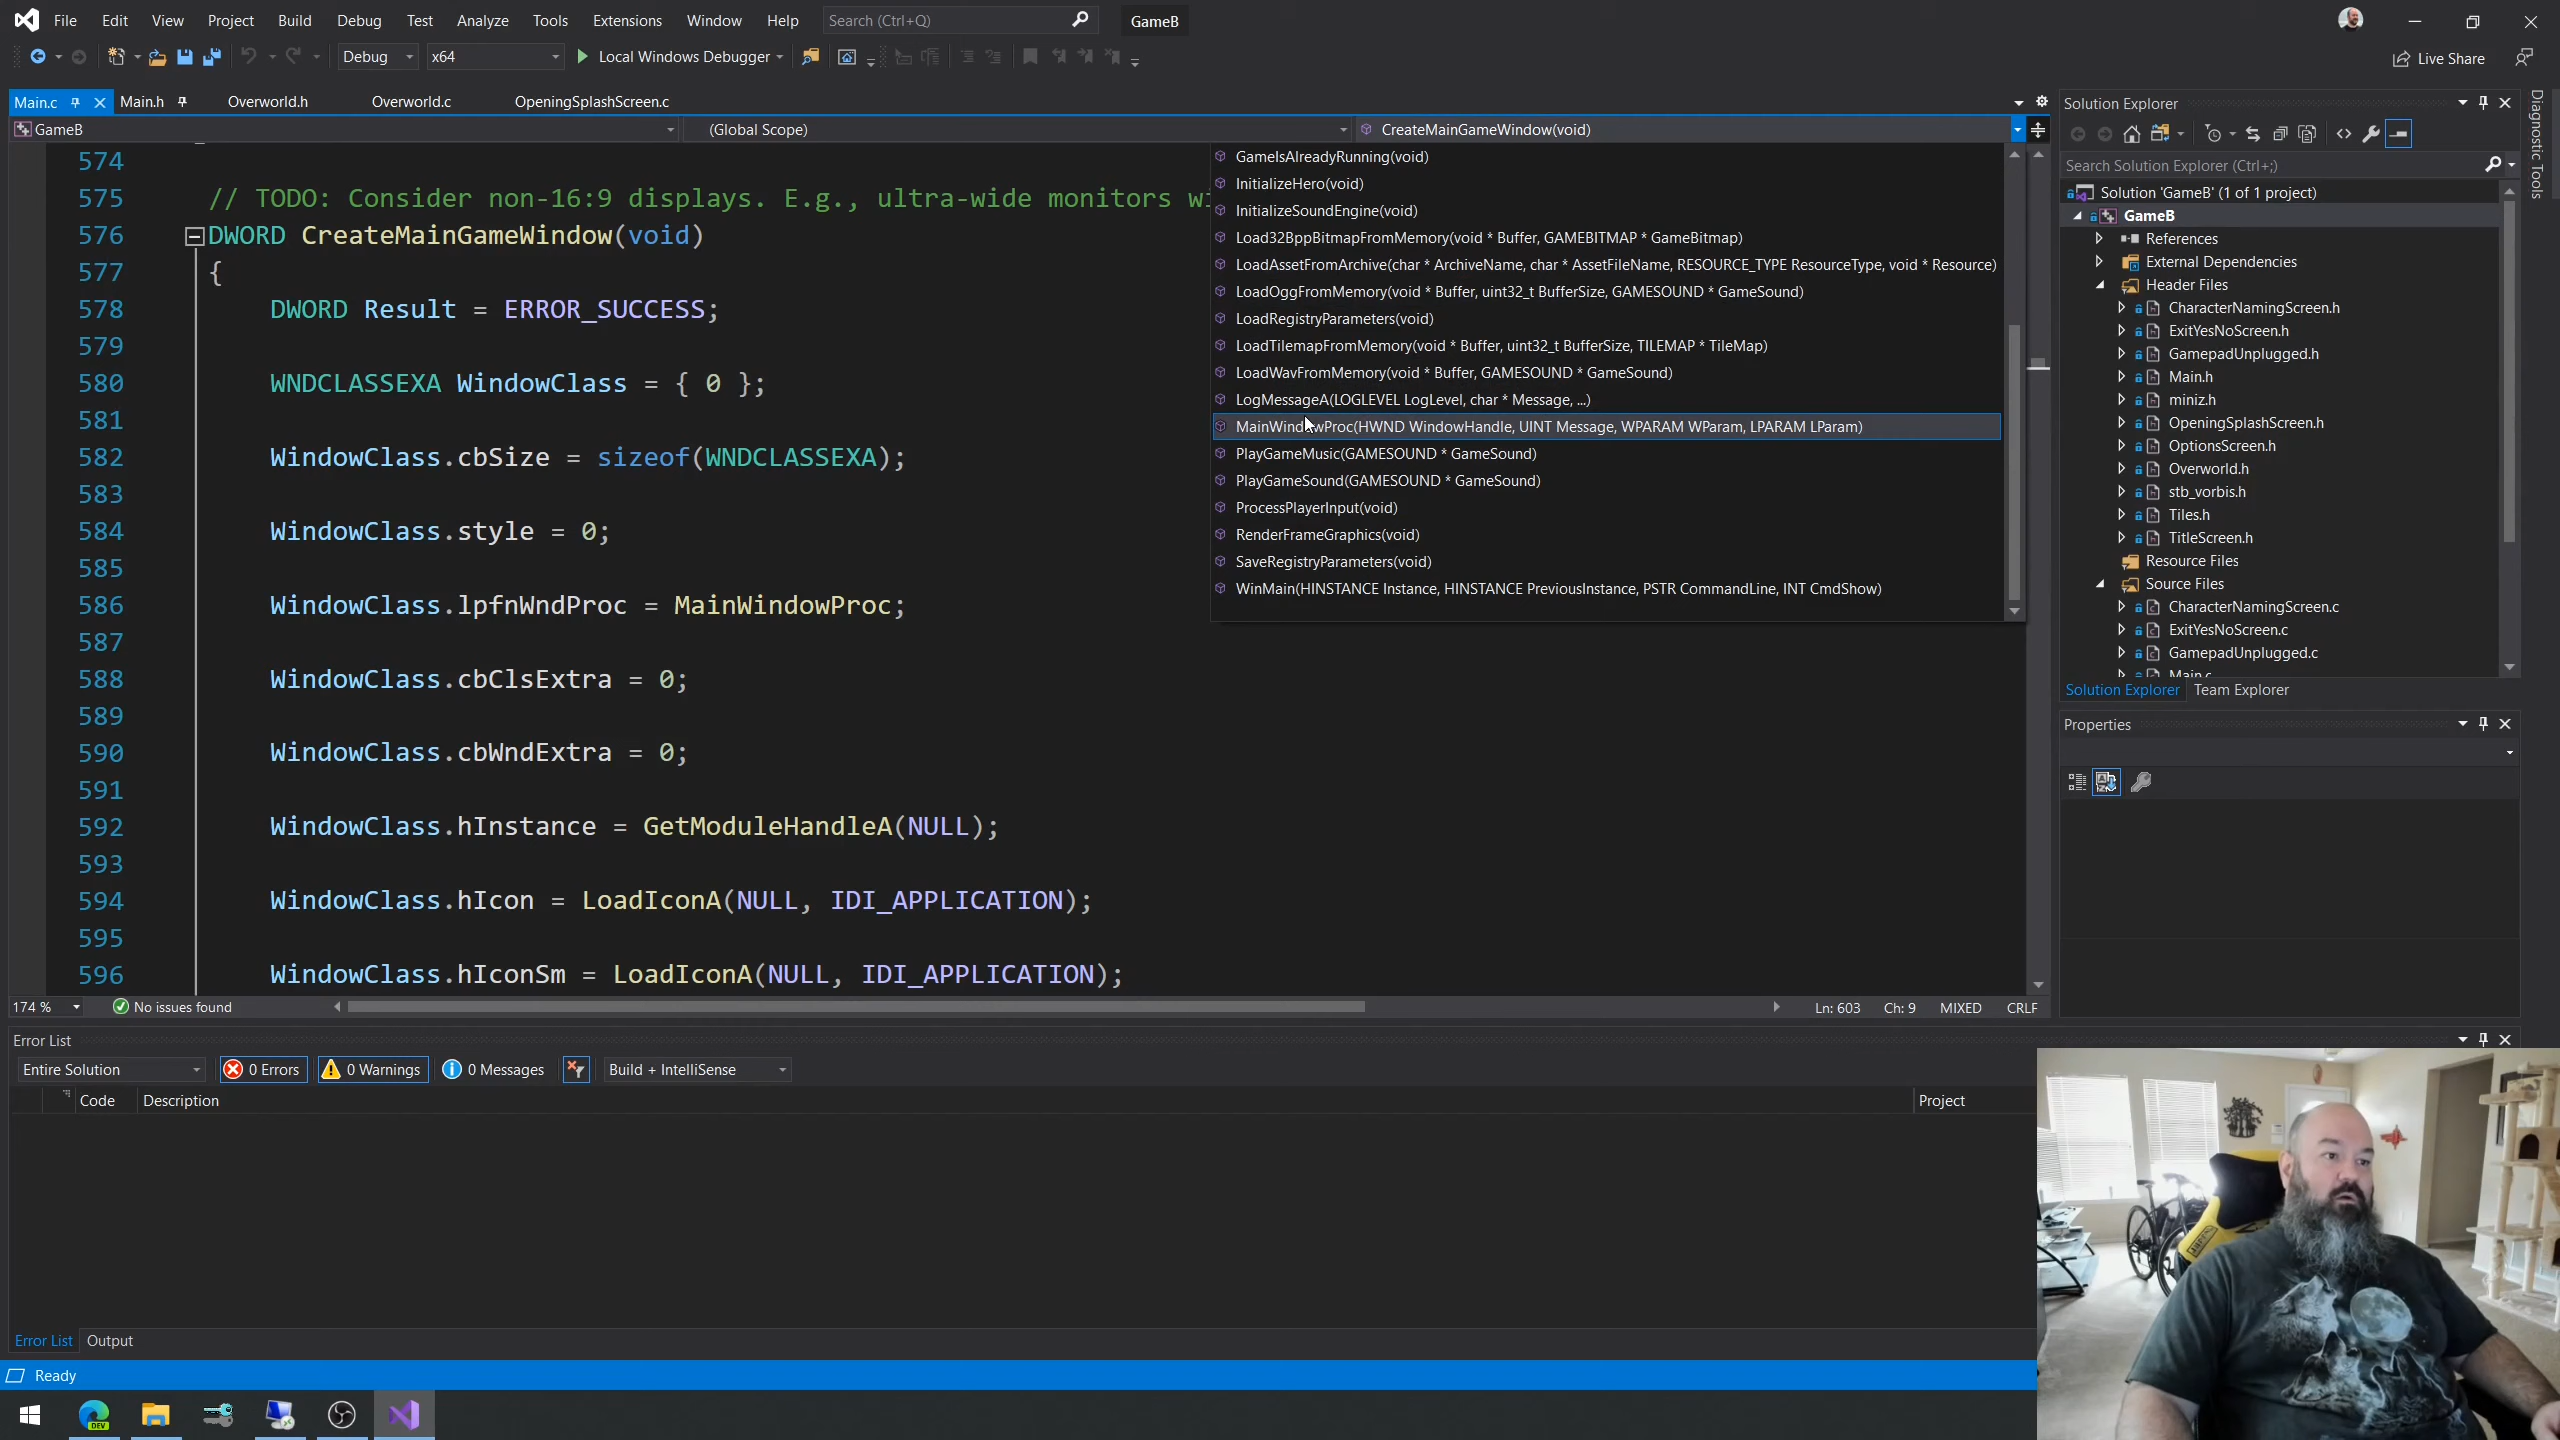 File Edit View Project Build Debug Test Analyze Tools Extensions Window Help Search (Ctrl+Q) GameB
Debug x64 Local Windows Debugger Live Share
Main.c Main.h Overworld.h Overworld.c OpeningSplashScreen.c
GameB (Global Scope) CreateMainGameWindow(void)
574
575 // TODO: Consider non-16:9 displays. E.g., ultra-wide monitors wi
576 DWORD CreateMainGameWindow(void)
577 {
578 DWORD Result = ERROR_SUCCESS;
579
580 WNDCLASSEXA WindowClass = { 0 };
581
582 WindowClass.cbSize = sizeof(WNDCLASSEXA);
583
584 WindowClass.style = 0;
585
586 WindowClass.lpfnWndProc = MainWindowProc;
587
588 WindowClass.cbClsExtra = 0;
589
590 WindowClass.cbWndExtra = 0;
591
592 WindowClass.hInstance = GetModuleHandleA(NULL);
593
594 WindowClass.hIcon = LoadIconA(NULL, IDI_APPLICATION);
595
596 WindowClass.hIconSm = LoadIconA(NULL, IDI_APPLICATION);
GameIsAlreadyRunning(void)
InitializeHero(void)
InitializeSoundEngine(void)
Load32BppBitmapFromMemory(void * Buffer, GAMEBITMAP * GameBitmap)
LoadAssetFromArchive(char * ArchiveName, char * AssetFileName, RESOURCE_TYPE ResourceType, void * Resource)
LoadOggFromMemory(void * Buffer, uint32_t BufferSize, GAMESOUND * GameSound)
LoadRegistryParameters(void)
LoadTilemapFromMemory(void * Buffer, uint32_t BufferSize, TILEMAP * TileMap)
LoadWavFromMemory(void * Buffer, GAMESOUND * GameSound)
LogMessageA(LOGLEVEL LogLevel, char * Message, ...)
MainWindowProc(HWND WindowHandle, UINT Message, WPARAM WParam, LPARAM LParam)
PlayGameMusic(GAMESOUND * GameSound)
PlayGameSound(GAMESOUND * GameSound)
ProcessPlayerInput(void)
RenderFrameGraphics(void)
SaveRegistryParameters(void)
WinMain(HINSTANCE Instance, HINSTANCE PreviousInstance, PSTR CommandLine, INT CmdShow)
174 % No issues found Ln: 603 Ch: 9 MIXED CRLF
Solution Explorer
Search Solution Explorer (Ctrl+;)
Solution 'GameB' (1 of 1 project)
GameB
References
External Dependencies
Header Files
CharacterNamingScreen.h
ExitYesNoScreen.h
GamepadUnplugged.h
Main.h
miniz.h
OpeningSplashScreen.h
OptionsScreen.h
Overworld.h
stb_vorbis.h
Tiles.h
TitleScreen.h
Resource Files
Source Files
CharacterNamingScreen.c
ExitYesNoScreen.c
GamepadUnplugged.c
Main.c
Solution Explorer Team Explorer
Properties
Diagnostic Tools
Error List
Entire Solution 0 Errors 0 Warnings 0 Messages Build + IntelliSense
Code Description Project
Error List Output
Ready
DEV